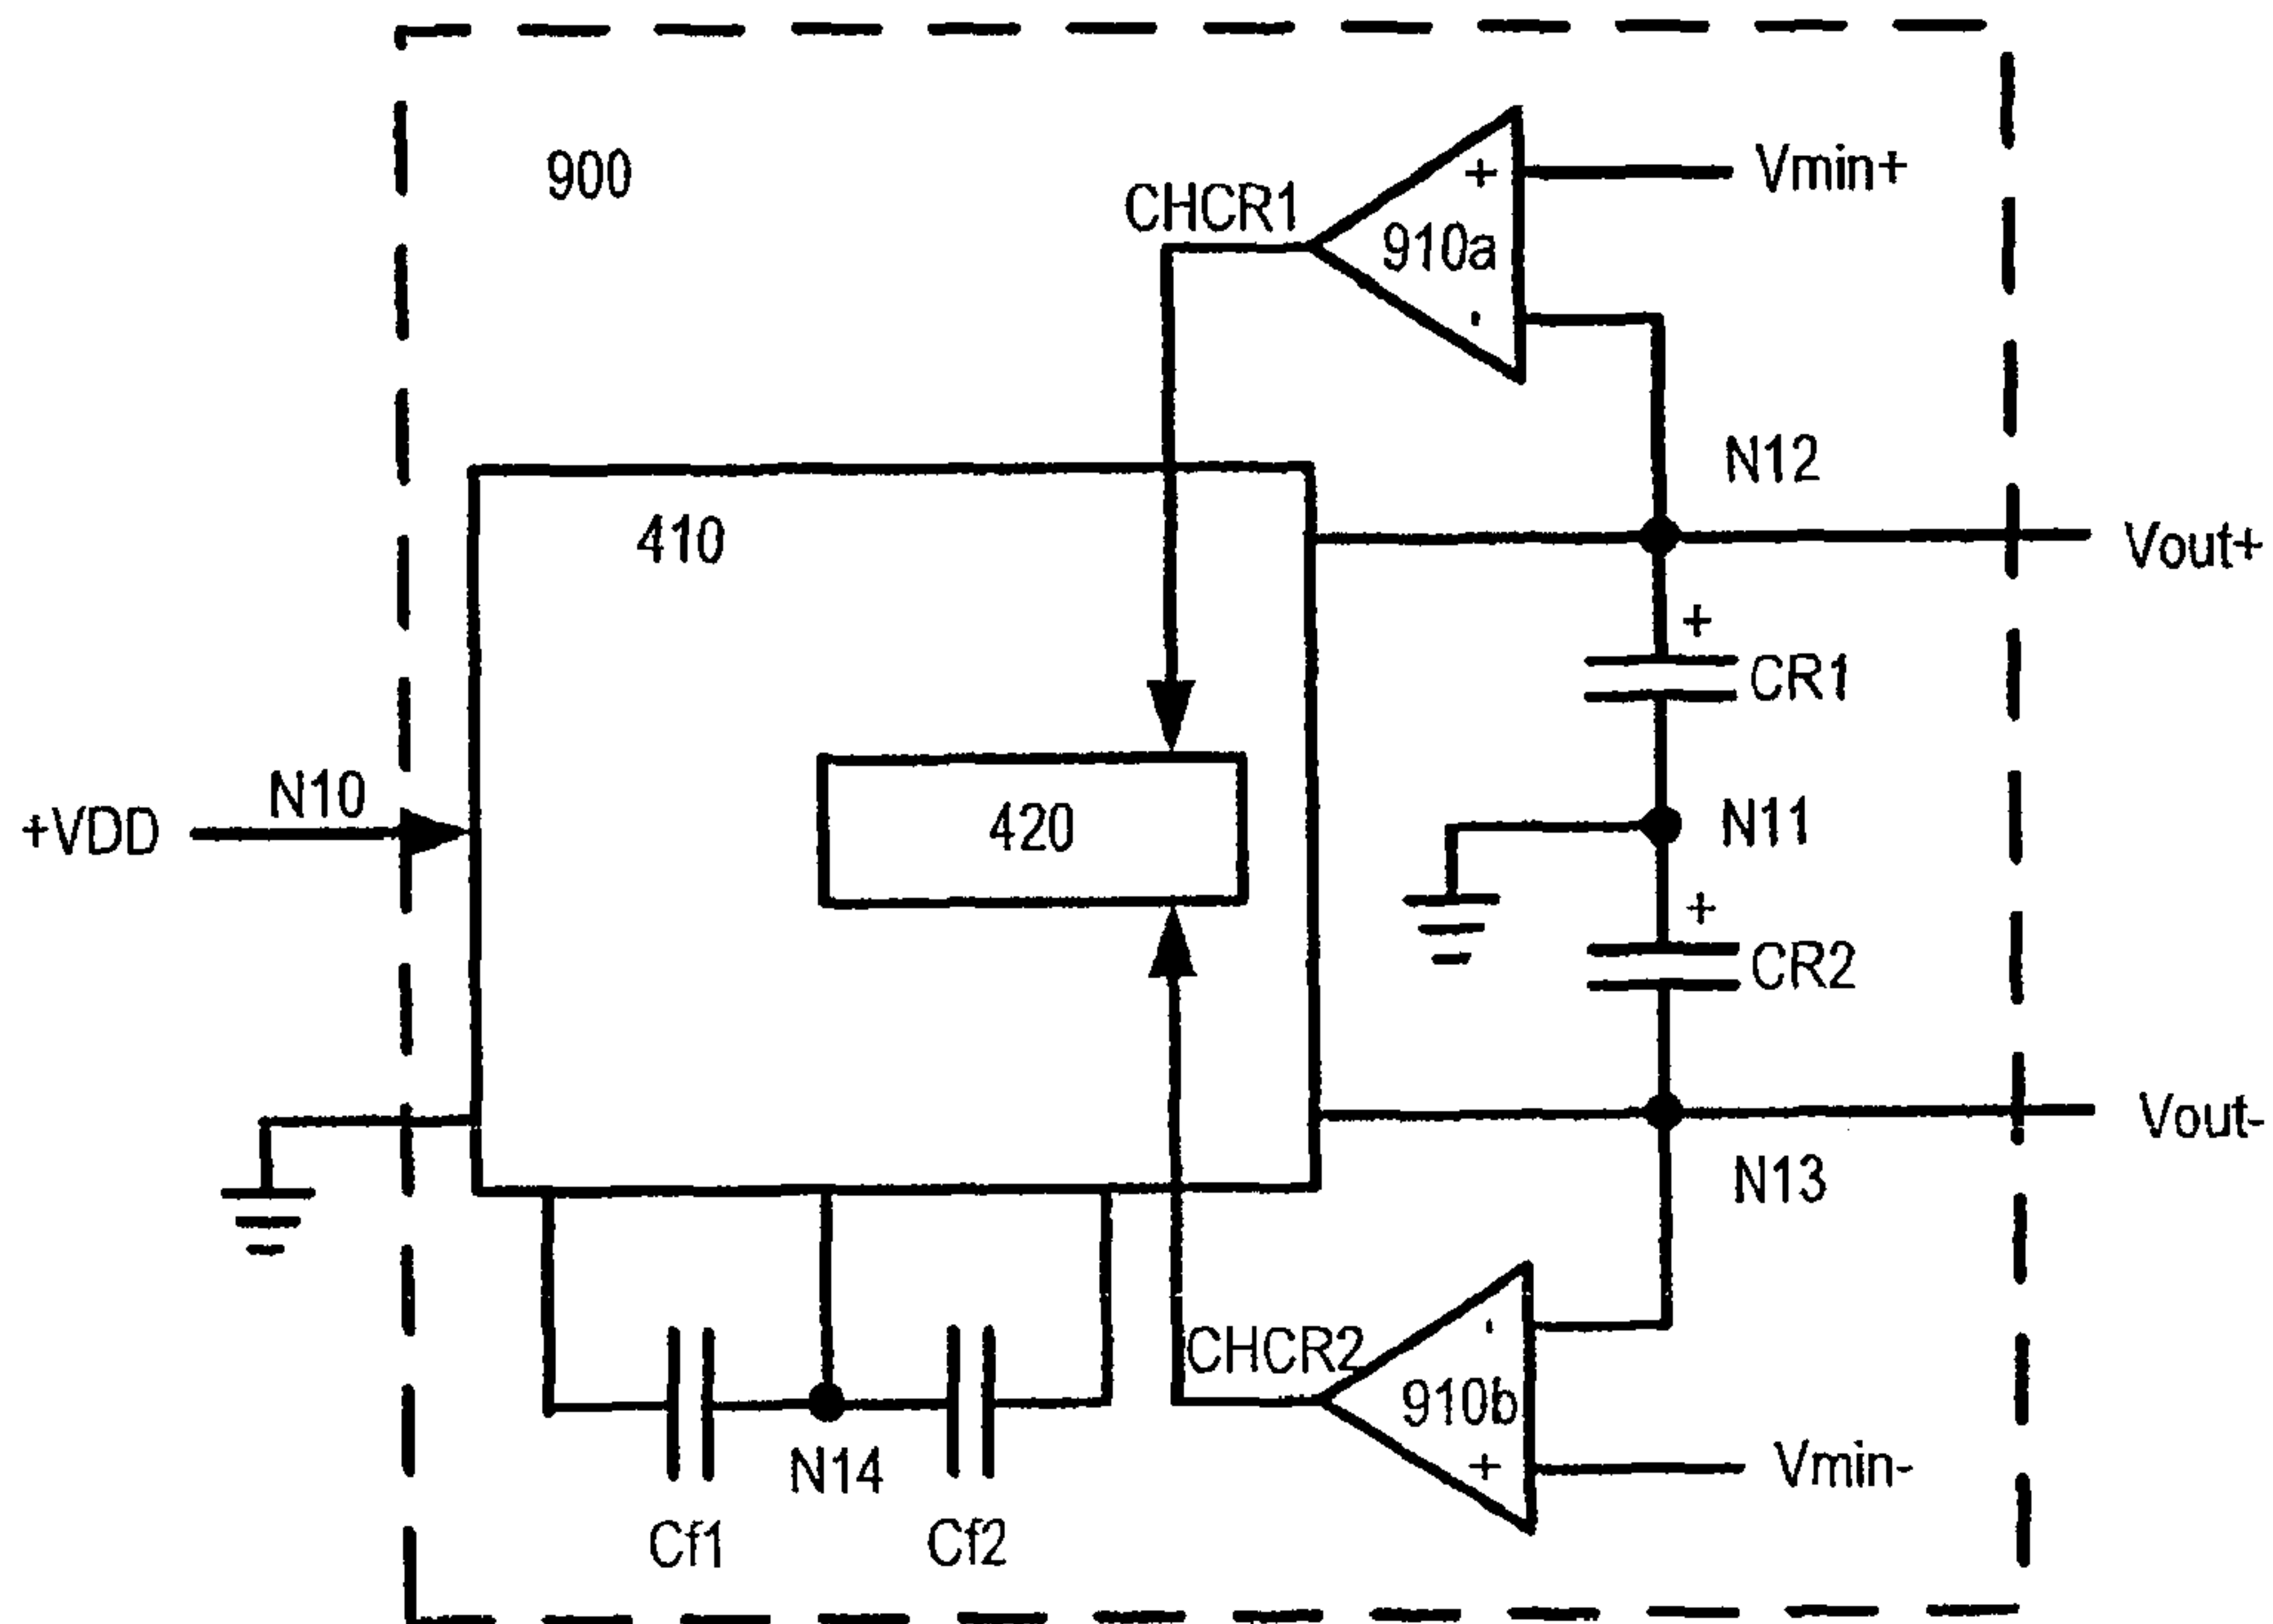 900
Vmin+
CHCR1
+
910a
-
N12
410
Vout+
+
CR1
N10
+VDD
420
N11
+
CR2
Vout-
N13
CHCR2
-
910b
+
Vmin-
N14
Cf1
Cf2